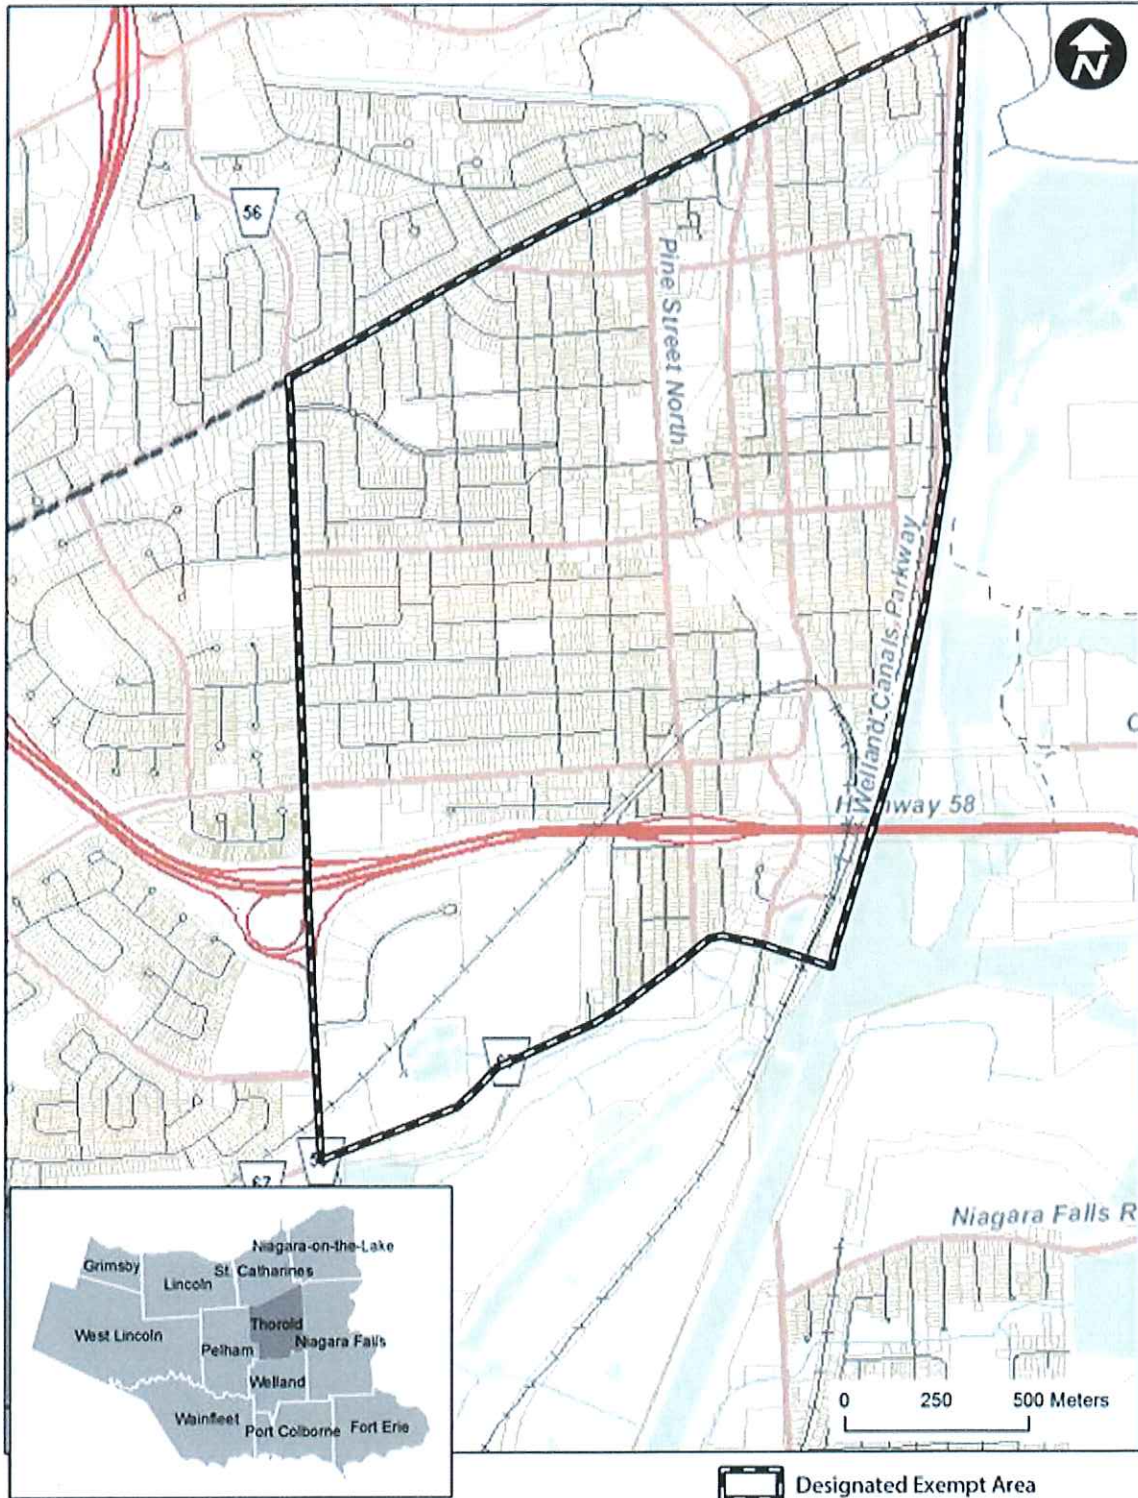 N
56
Pine Street North
Welland Canals Parkway
Highway 58
67
Niagara Falls R
Niagara-on-the-Lake
Grimsby
St. Catharines
Lincoln
Thorold
West Lincoln
Niagara Falls
Pelham
Welland
Wainfleet
Port Colborne
Fort Erie
0 250 500 Meters
Designated Exempt Area